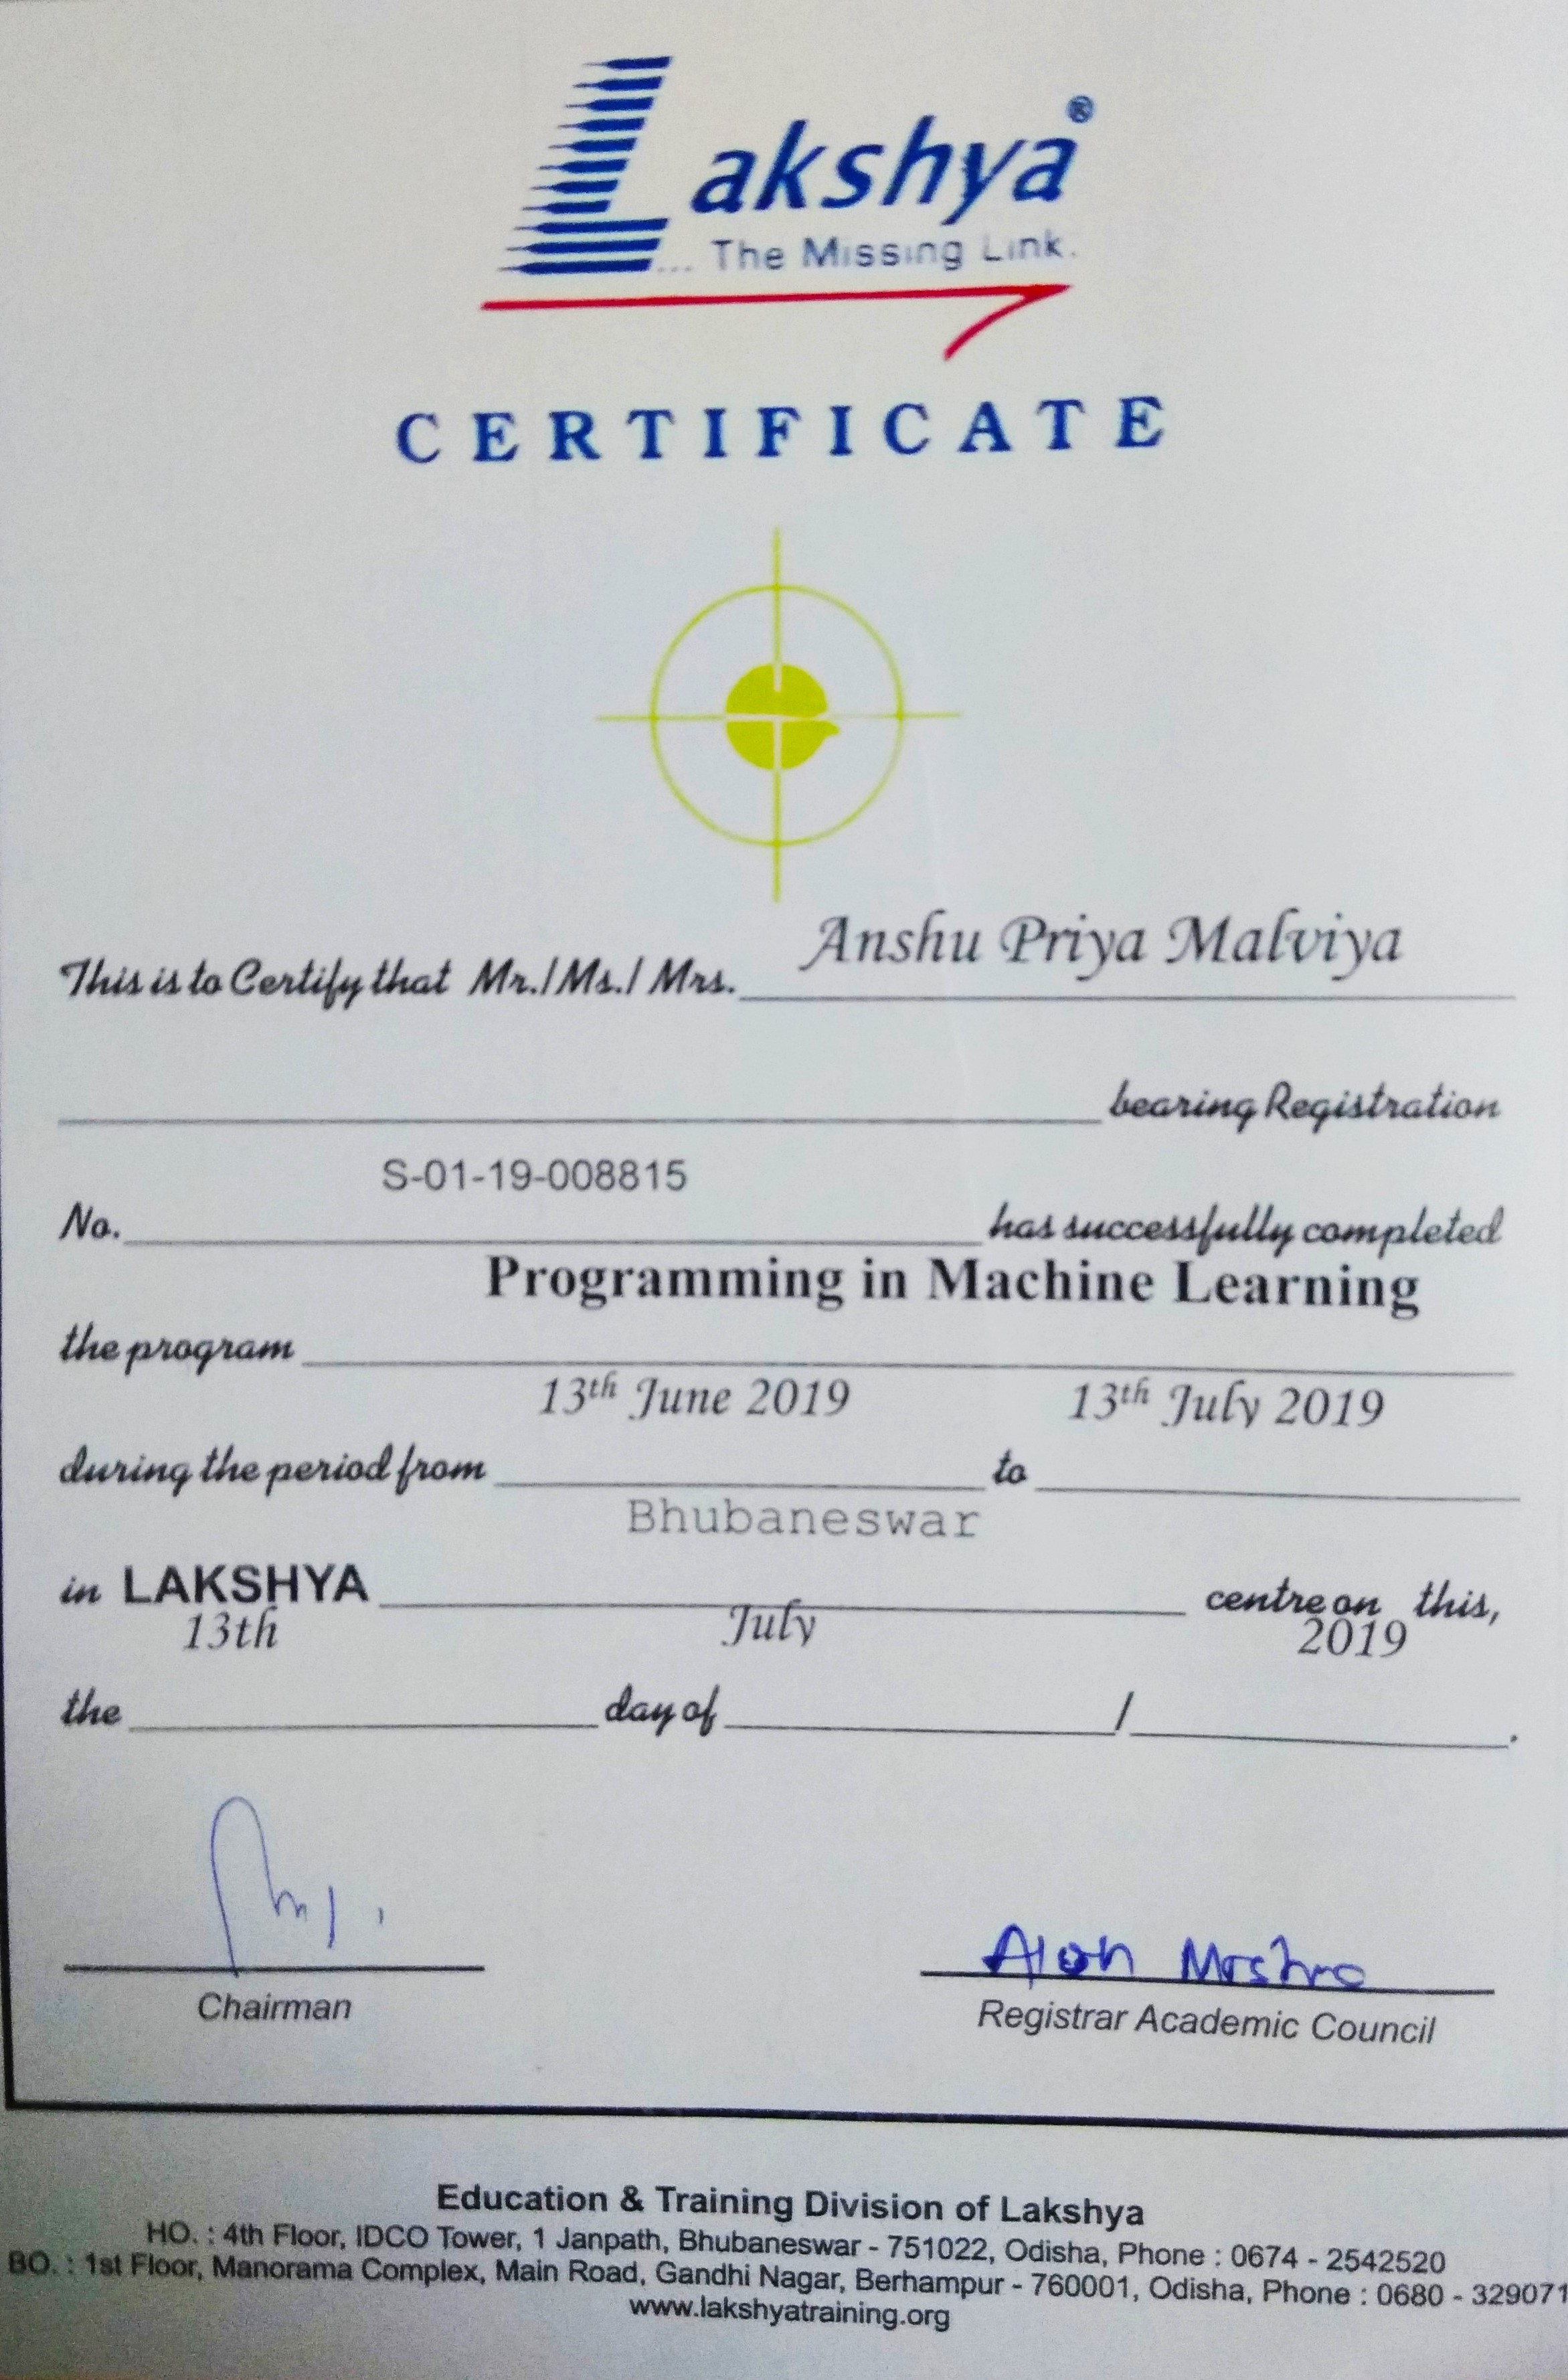 Lakshya®
... The Missing Link.
CERTIFICATE
Anshu Priya Malviya
This is to Certify that Mr./Ms./ Mrs.
bearing Registration
S-01-19-008815
No. has successfully completed
Programming in Machine Learning
the program
13th June 2019 13th July 2019
during the period from to
Bhubaneswar
in LAKSHYA centre on this,
13th July 2019
the day of /.
Chairman
Registrar Academic Council
Education & Training Division of Lakshya
HO. : 4th Floor, IDCO Tower, 1 Janpath, Bhubaneswar - 751022, Odisha, Phone : 0674 - 2542520
BO. : 1st Floor, Manorama Complex, Main Road, Gandhi Nagar, Berhampur - 760001, Odisha, Phone : 0680 - 329071
www.lakshyatraining.org